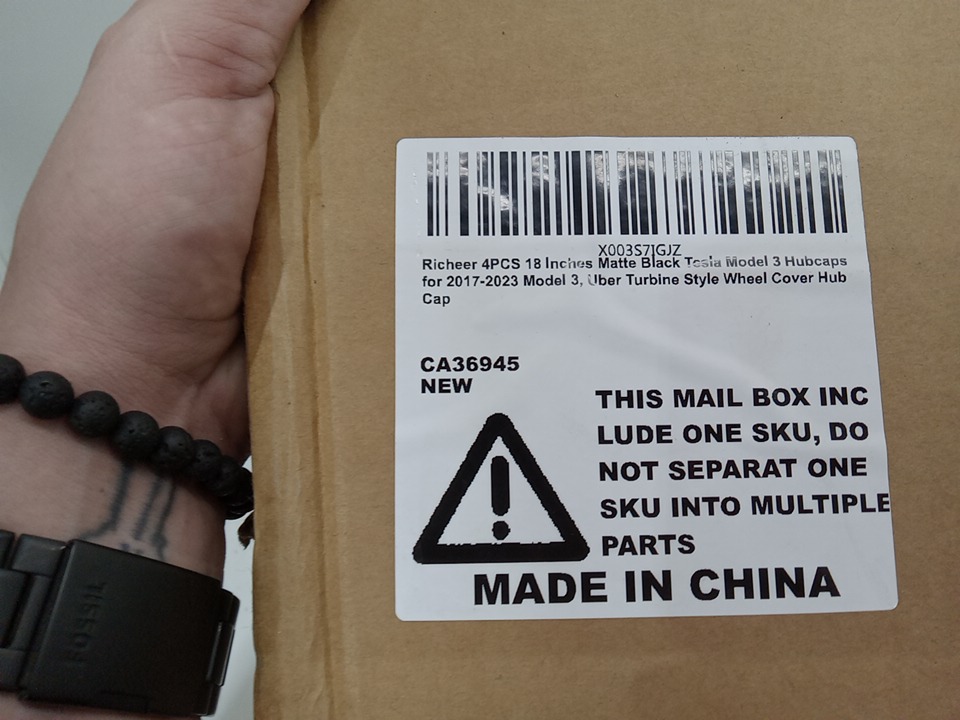 X003S7IGJZ
Richeer 4PCS 18 Inches Matte Black Tesla Model 3 Hubcaps
for 2017-2023 Model 3, Uber Turbine Style Wheel Cover Hub
Cap
CA36945
NEW
THIS MAIL BOX INC
LUDE ONE SKU, DO
NOT SEPARAT ONE
SKU INTO MULTIPLE
PARTS
MADE IN CHINA
FOSSIL